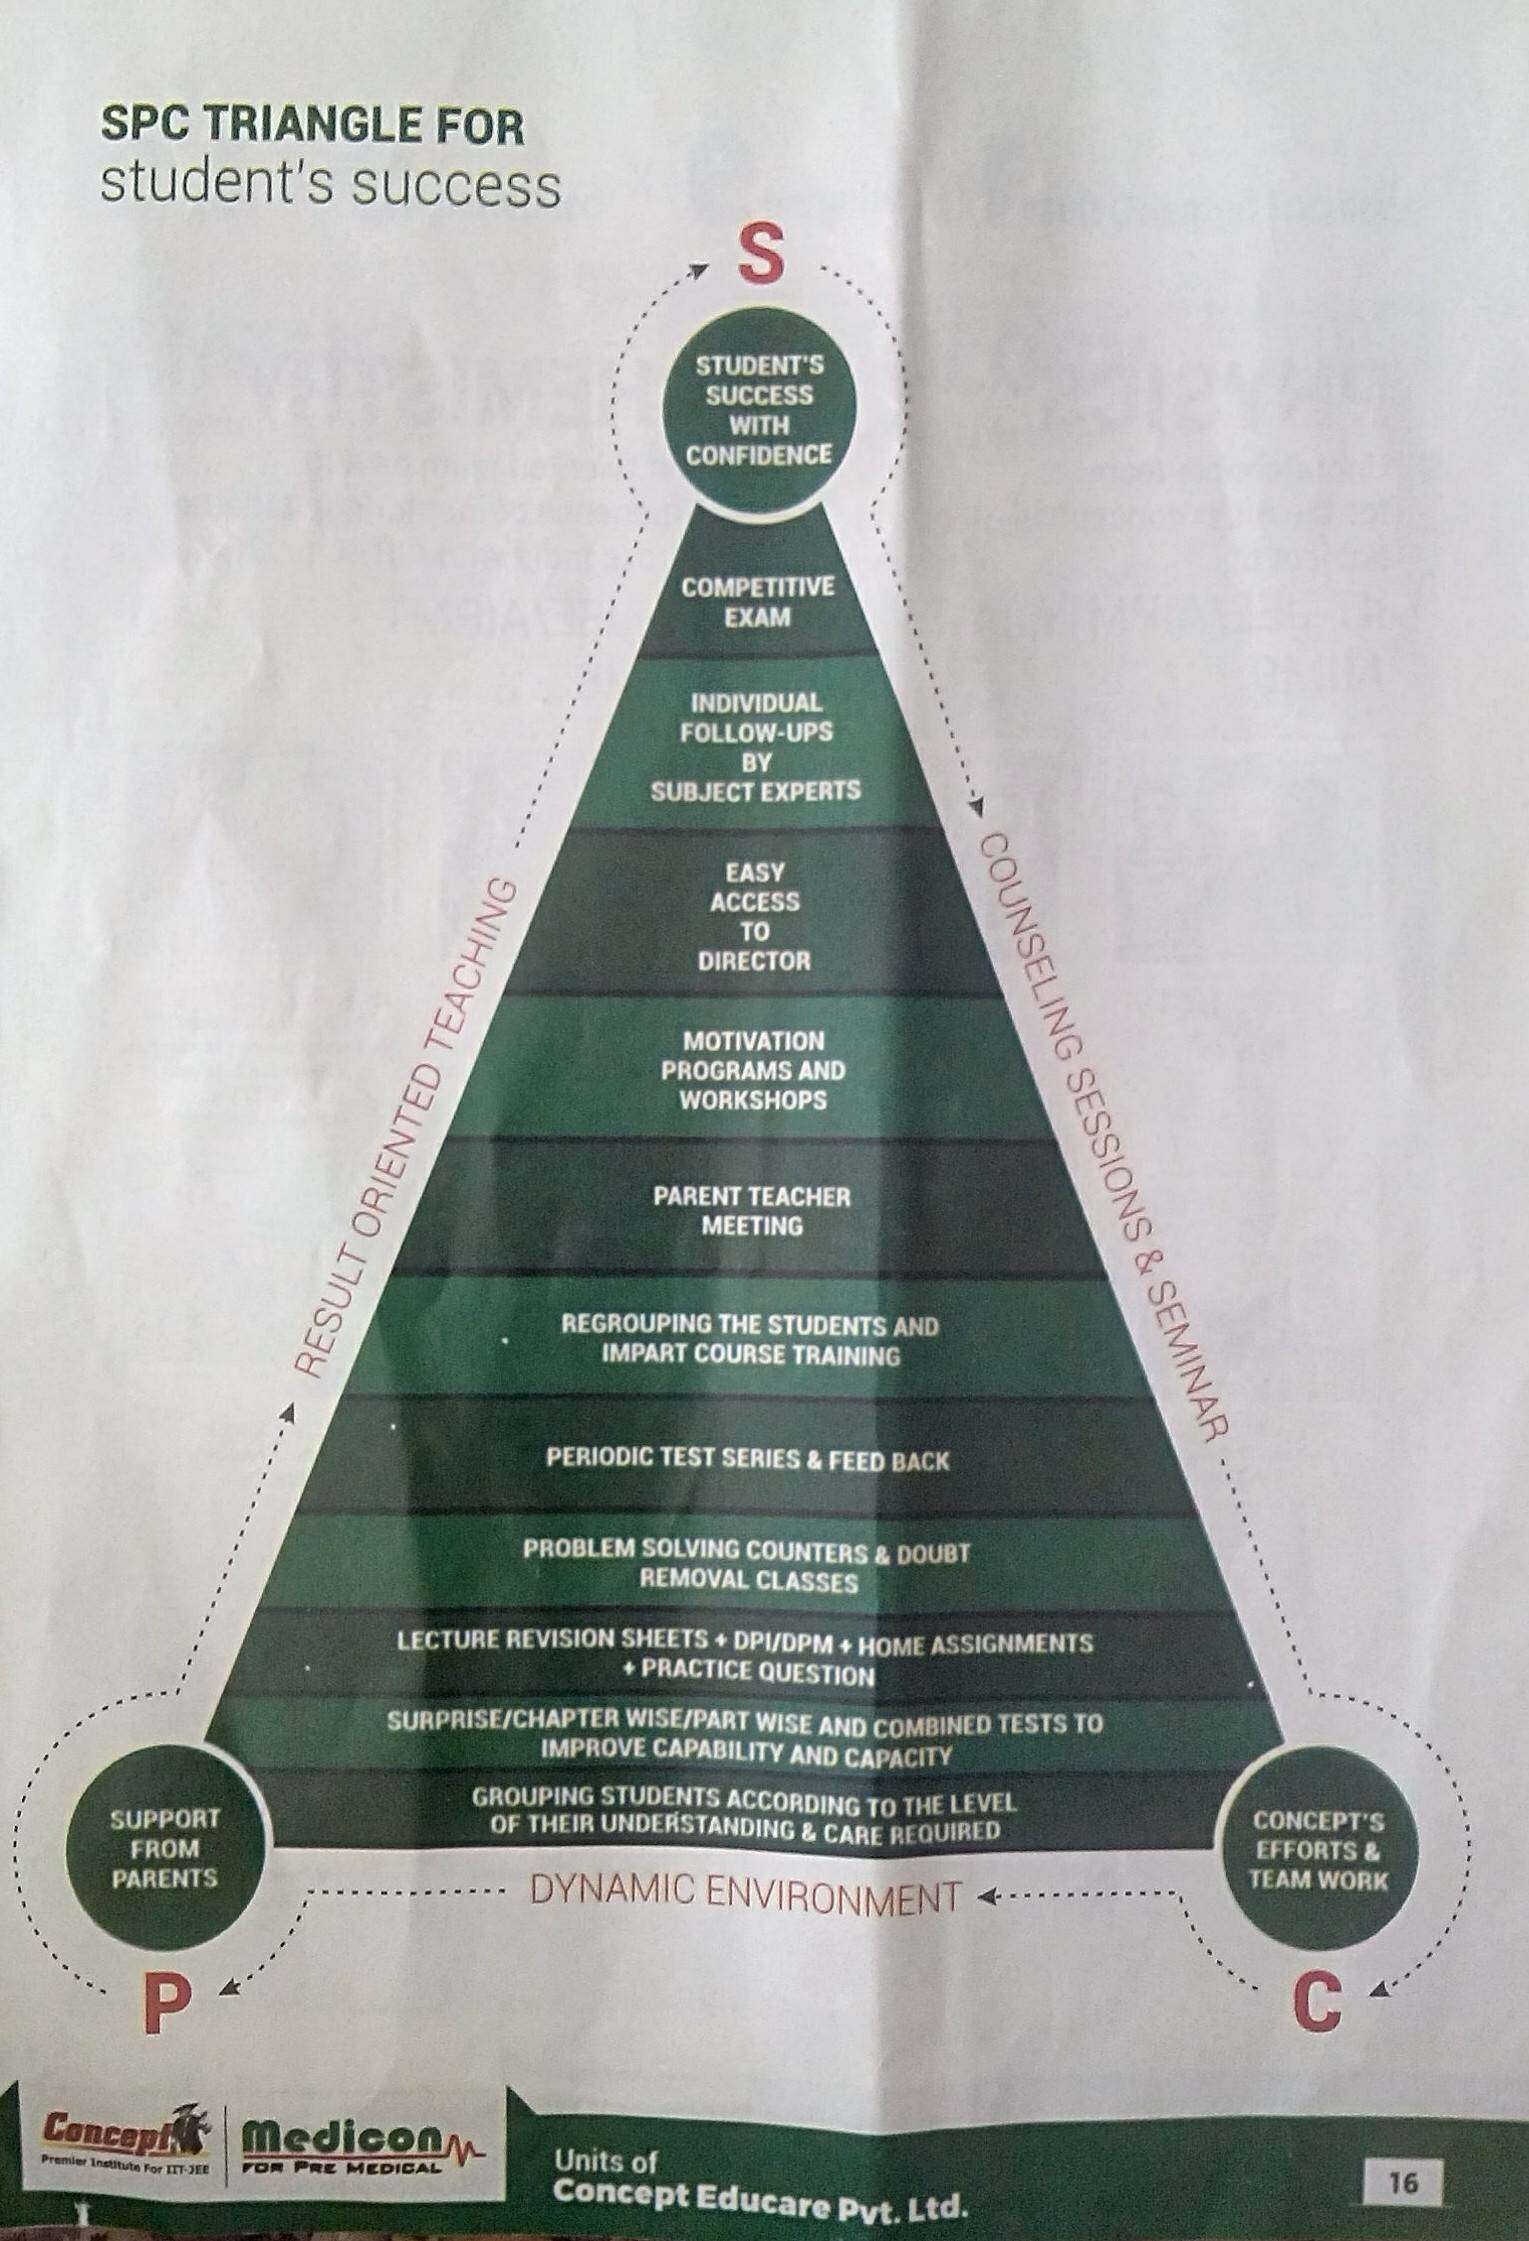 SPC TRIANGLE FOR
student's success
S
STUDENT'S
SUCCESS
WITH
CONFIDENCE
COMPETITIVE
EXAM
INDIVIDUAL
FOLLOW-UPS
BY
SUBJECT EXPERTS
EASY
ACCESS
TO
DIRECTOR
MOTIVATION
PROGRAMS AND
WORKSHOPS
PARENT TEACHER
MEETING
REGROUPING THE STUDENTS AND
IMPART COURSE TRAINING
PERIODIC TEST SERIES & FEED BACK
PROBLEM SOLVING COUNTERS & DOUBT
REMOVAL CLASSES
LECTURE REVISION SHEETS + DPI/DPM + HOME ASSIGNMENTS
+ PRACTICE QUESTION
SURPRISE/CHAPTER WISE/PART WISE AND COMBINED TESTS TO
IMPROVE CAPABILITY AND CAPACITY
GROUPING STUDENTS ACCORDING TO THE LEVEL
OF THEIR UNDERSTANDING & CARE REQUIRED
RESULT ORIENTED TEACHING
COUNSELING SESSIONS & SEMINAR
SUPPORT
FROM
PARENTS
CONCEPT'S
EFFORTS &
TEAM WORK
DYNAMIC ENVIRONMENT
P
C
Concept
Premier Institute For IIT-JEE
Medicon
FOR PRE MEDICAL
Units of
Concept Educare Pvt. Ltd.
16